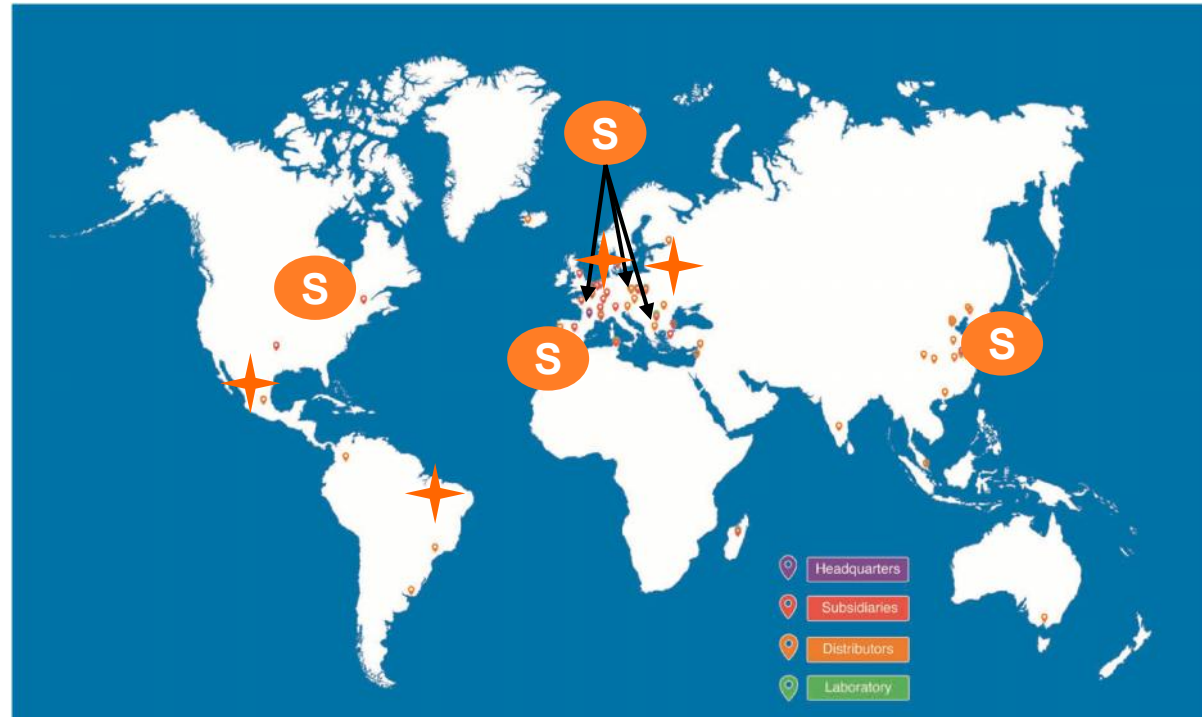 S
S
S
S
Headquarters
Subsidiaries
Distributors
Laboratory